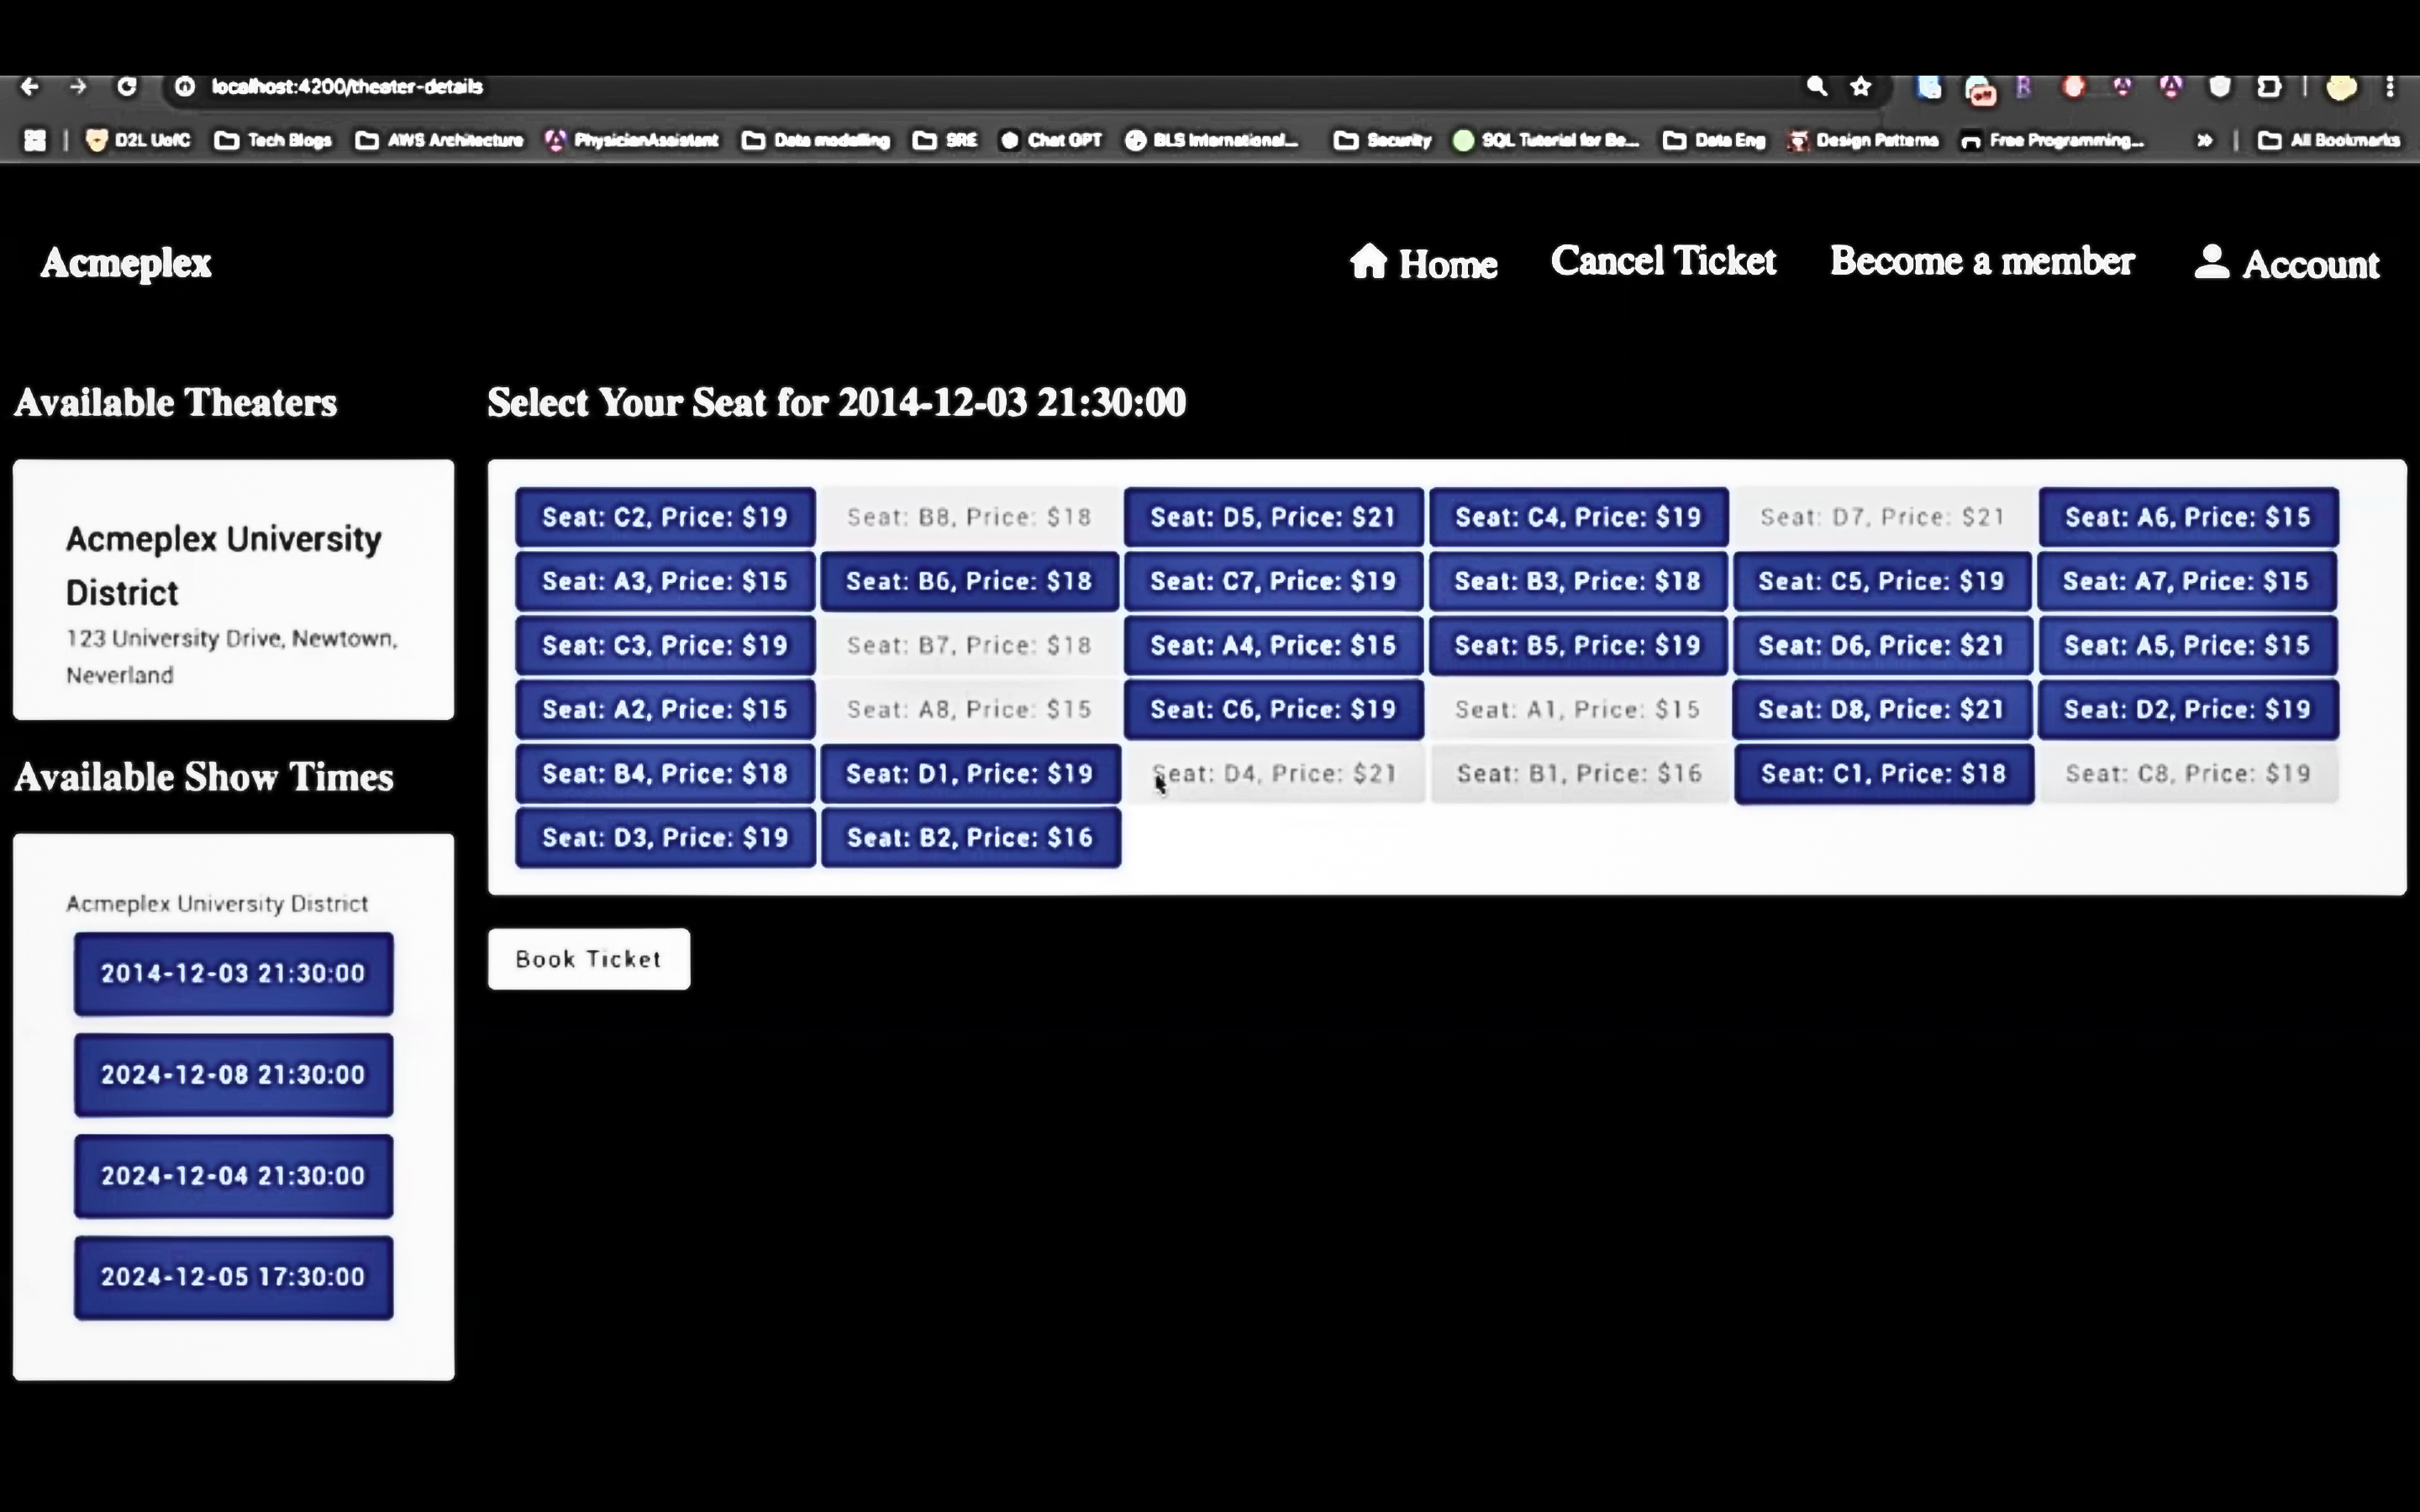 localhost:4200/theater-details
D2L UofC Tech Blogs AWS Architecture PhysicianAssistant Data modelling SRE Chat GPT BLS International... Security SQL Tutorial for Be... Data Eng Design Patterns Free Programming... » All Bookmarks
Acmeplex Home Cancel Ticket Become a member Account
Available Theaters
Acmeplex University
District
123 University Drive, Newtown,
Neverland
Available Show Times
Acmeplex University District
2014-12-03 21:30:00
2024-12-08 21:30:00
2024-12-04 21:30:00
2024-12-05 17:30:00
Select Your Seat for 2014-12-03 21:30:00
Seat: C2, Price: $19 Seat: B8, Price: $18 Seat: D5, Price: $21 Seat: C4, Price: $19 Seat: D7, Price: $21 Seat: A6, Price: $15
Seat: A3, Price: $15 Seat: B6, Price: $18 Seat: C7, Price: $19 Seat: B3, Price: $18 Seat: C5, Price: $19 Seat: A7, Price: $15
Seat: C3, Price: $19 Seat: B7, Price: $18 Seat: A4, Price: $15 Seat: B5, Price: $19 Seat: D6, Price: $21 Seat: A5, Price: $15
Seat: A2, Price: $15 Seat: A8, Price: $15 Seat: C6, Price: $19 Seat: A1, Price: $15 Seat: D8, Price: $21 Seat: D2, Price: $19
Seat: B4, Price: $18 Seat: D1, Price: $19 Seat: D4, Price: $21 Seat: B1, Price: $16 Seat: C1, Price: $18 Seat: C8, Price: $19
Seat: D3, Price: $19 Seat: B2, Price: $16
Book Ticket